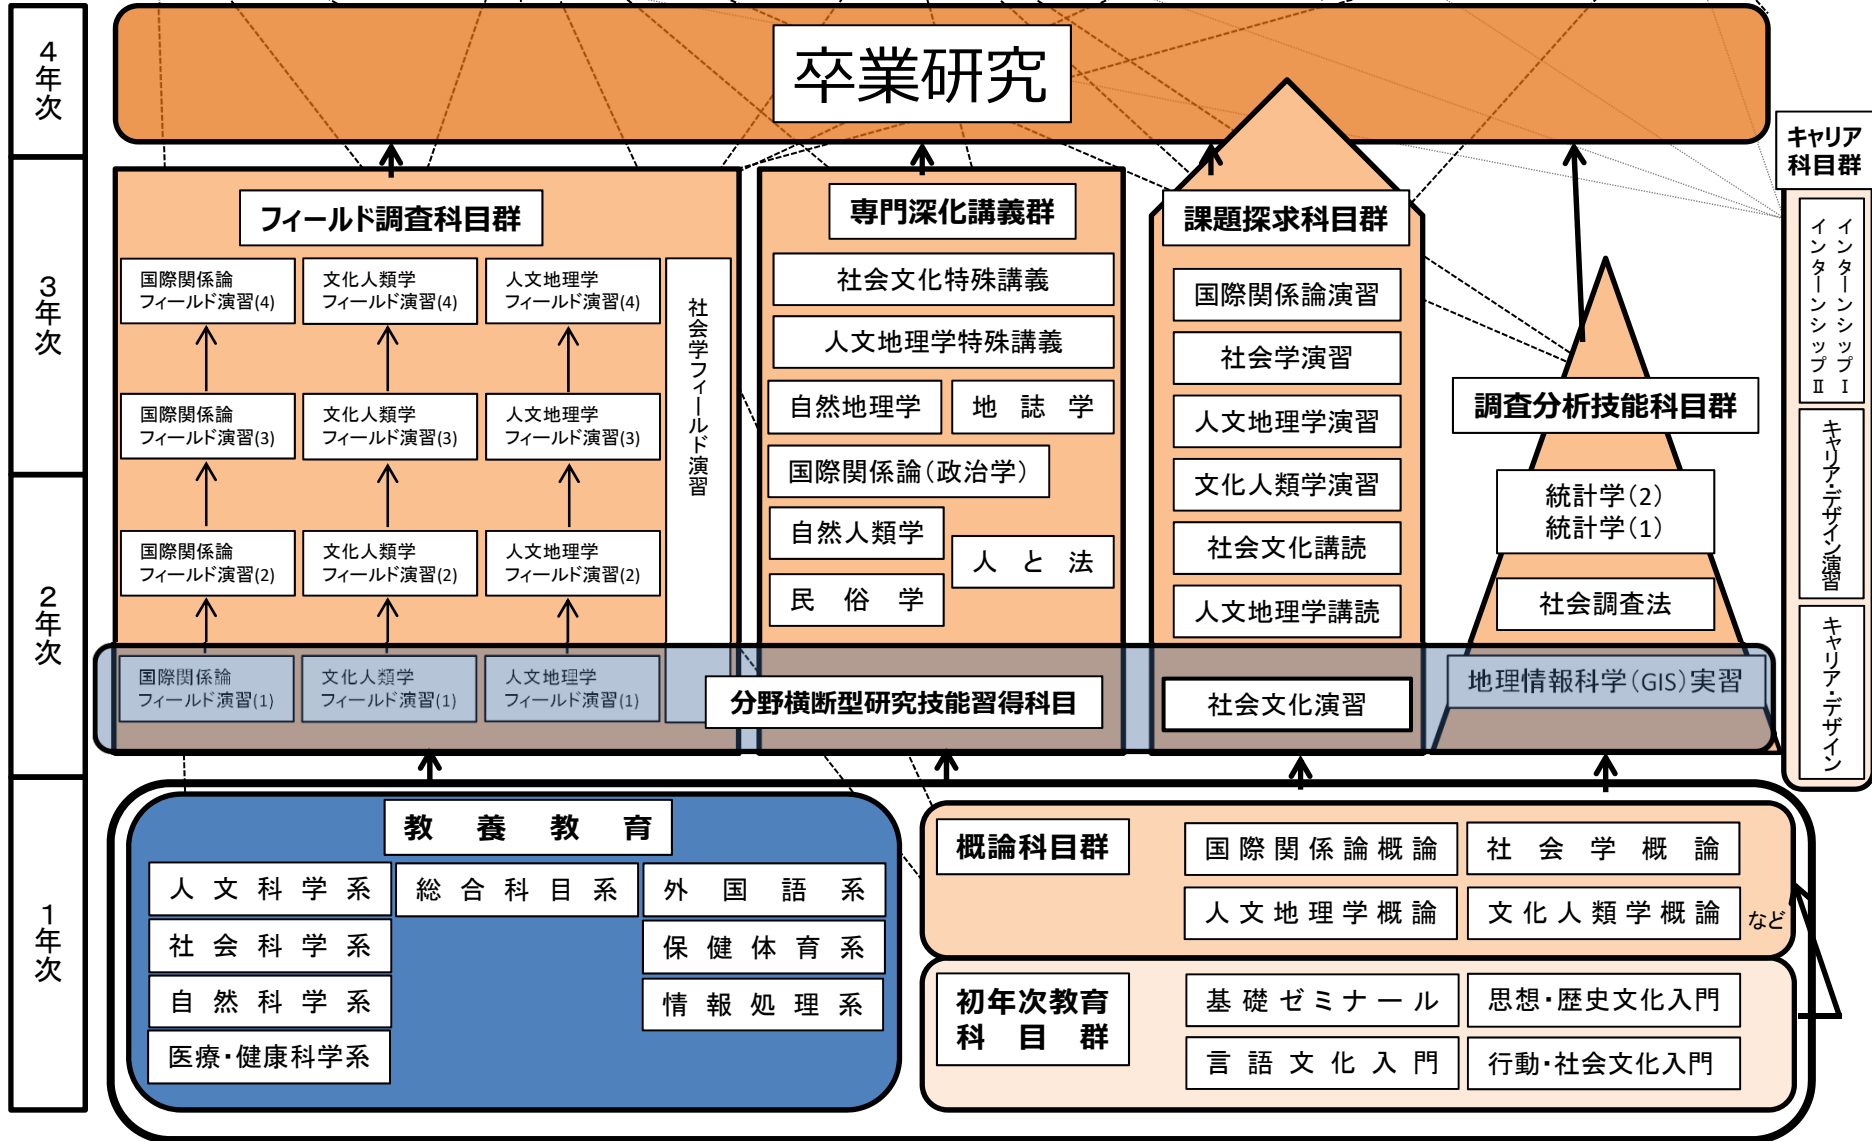 4年次
卒業研究
キャリア
科目群
3年次
フィールド調査科目群
国際関係論
フィールド演習(4)
文化人類学
フィールド演習(4)
人文地理学
フィールド演習(4)
国際関係論
フィールド演習(3)
文化人類学
フィールド演習(3)
人文地理学
フィールド演習(3)
2年次
国際関係論
フィールド演習(2)
文化人類学
フィールド演習(2)
人文地理学
フィールド演習(2)
国際関係論
フィールド演習(1)
文化人類学
フィールド演習(1)
人文地理学
フィールド演習(1)
社会学フィールド演習
専門深化講義群
社会文化特殊講義
人文地理学特殊講義
自然地理学
地誌学
国際関係論(政治学)
自然人類学
人と法
民俗学
分野横断型研究技能習得科目
課題探求科目群
国際関係論演習
社会学演習
人文地理学演習
文化人類学演習
社会文化講読
人文地理学講読
社会文化演習
調査分析技能科目群
統計学(2)
統計学(1)
社会調査法
地理情報科学(GIS)実習
インターンシップⅠ
インターンシップⅡ
キャリア・デザイン演習
キャリア・デザイン
1年次
教養教育
人文科学系
総合科目系
外国語系
社会科学系
保健体育系
自然科学系
情報処理系
医療・健康科学系
概論科目群
国際関係論概論
社会学概論
人文地理学概論
文化人類学概論
など
初年次教育
科目群
基礎ゼミナール
思想・歴史文化入門
言語文化入門
行動・社会文化入門